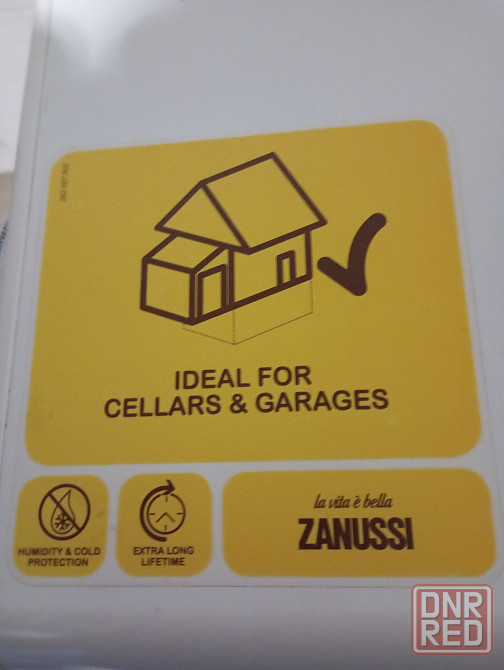 IDEAL FOR
CELLARS & GARAGES
HUMIDITY & COLD
PROTECTION
EXTRA LONG
LIFETIME
la vita è bella
ZANUSSI
DNR
RED